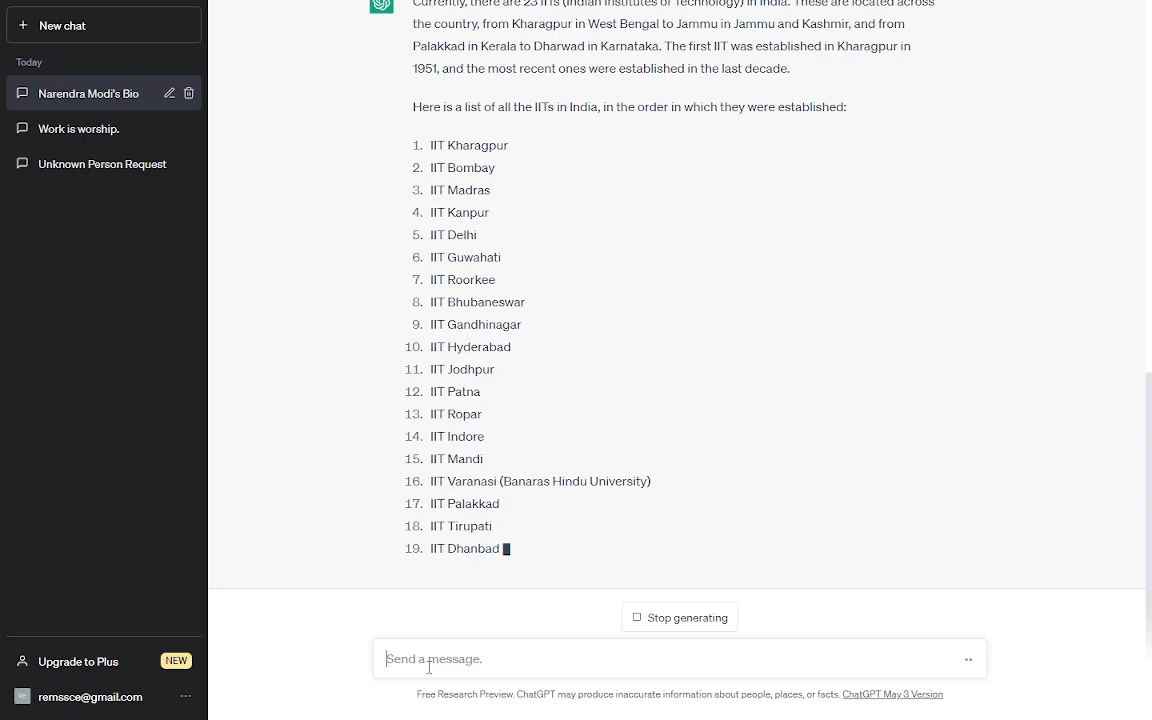 New chat
Today
Narendra Modi's Bio
Work is worship.
Unknown Person Request
Upgrade to Plus NEW
remssce@gmail.com
Currently, there are 23 IITs (Indian Institutes of Technology) in India. These are located across
the country, from Kharagpur in West Bengal to Jammu in Jammu and Kashmir, and from
Palakkad in Kerala to Dharwad in Karnataka. The first IIT was established in Kharagpur in
1951, and the most recent ones were established in the last decade.
Here is a list of all the IITs in India, in the order in which they were established:
1. IIT Kharagpur
2. IIT Bombay
3. IIT Madras
4. IIT Kanpur
5. IIT Delhi
6. IIT Guwahati
7. IIT Roorkee
8. IIT Bhubaneswar
9. IIT Gandhinagar
10. IIT Hyderabad
11. IIT Jodhpur
12. IIT Patna
13. IIT Ropar
14. IIT Indore
15. IIT Mandi
16. IIT Varanasi (Banaras Hindu University)
17. IIT Palakkad
18. IIT Tirupati
19. IIT Dhanbad
Stop generating
Send a message.
Free Research Preview. ChatGPT may produce inaccurate information about people, places, or facts. ChatGPT May 3 Version